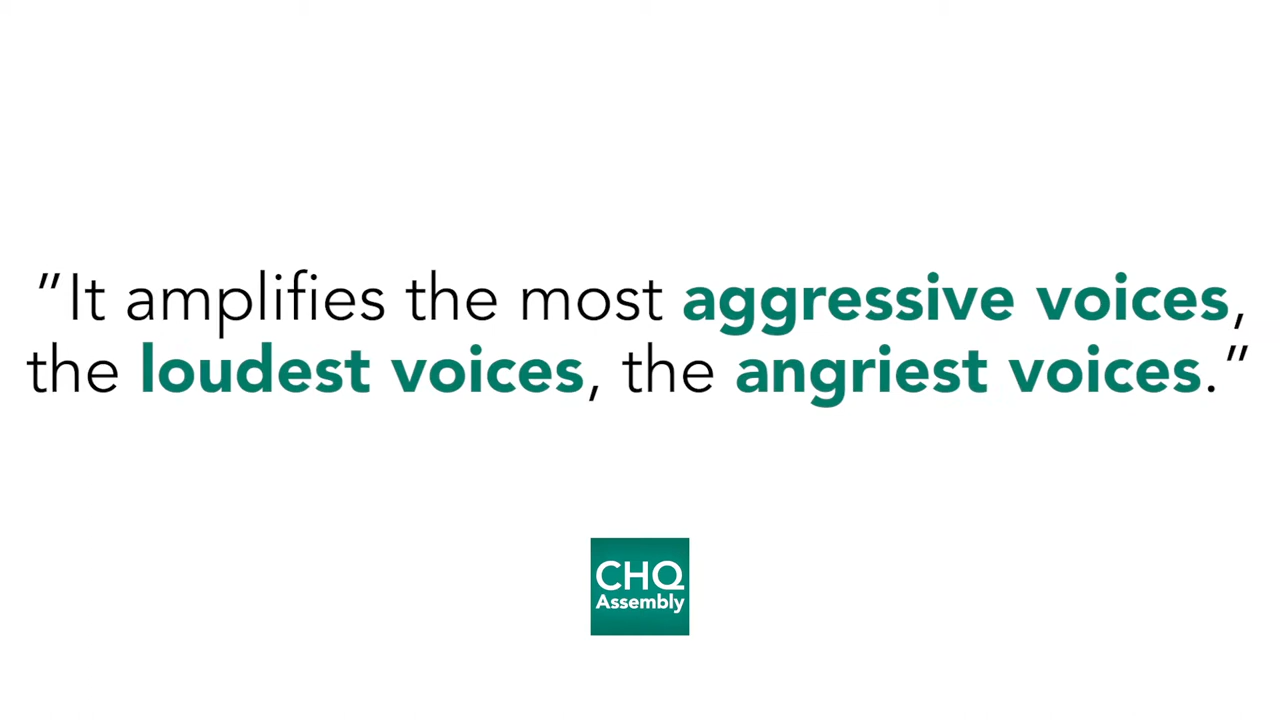 "It amplifies the most aggressive voices,
the loudest voices, the angriest voices."
CHQ
Assembly